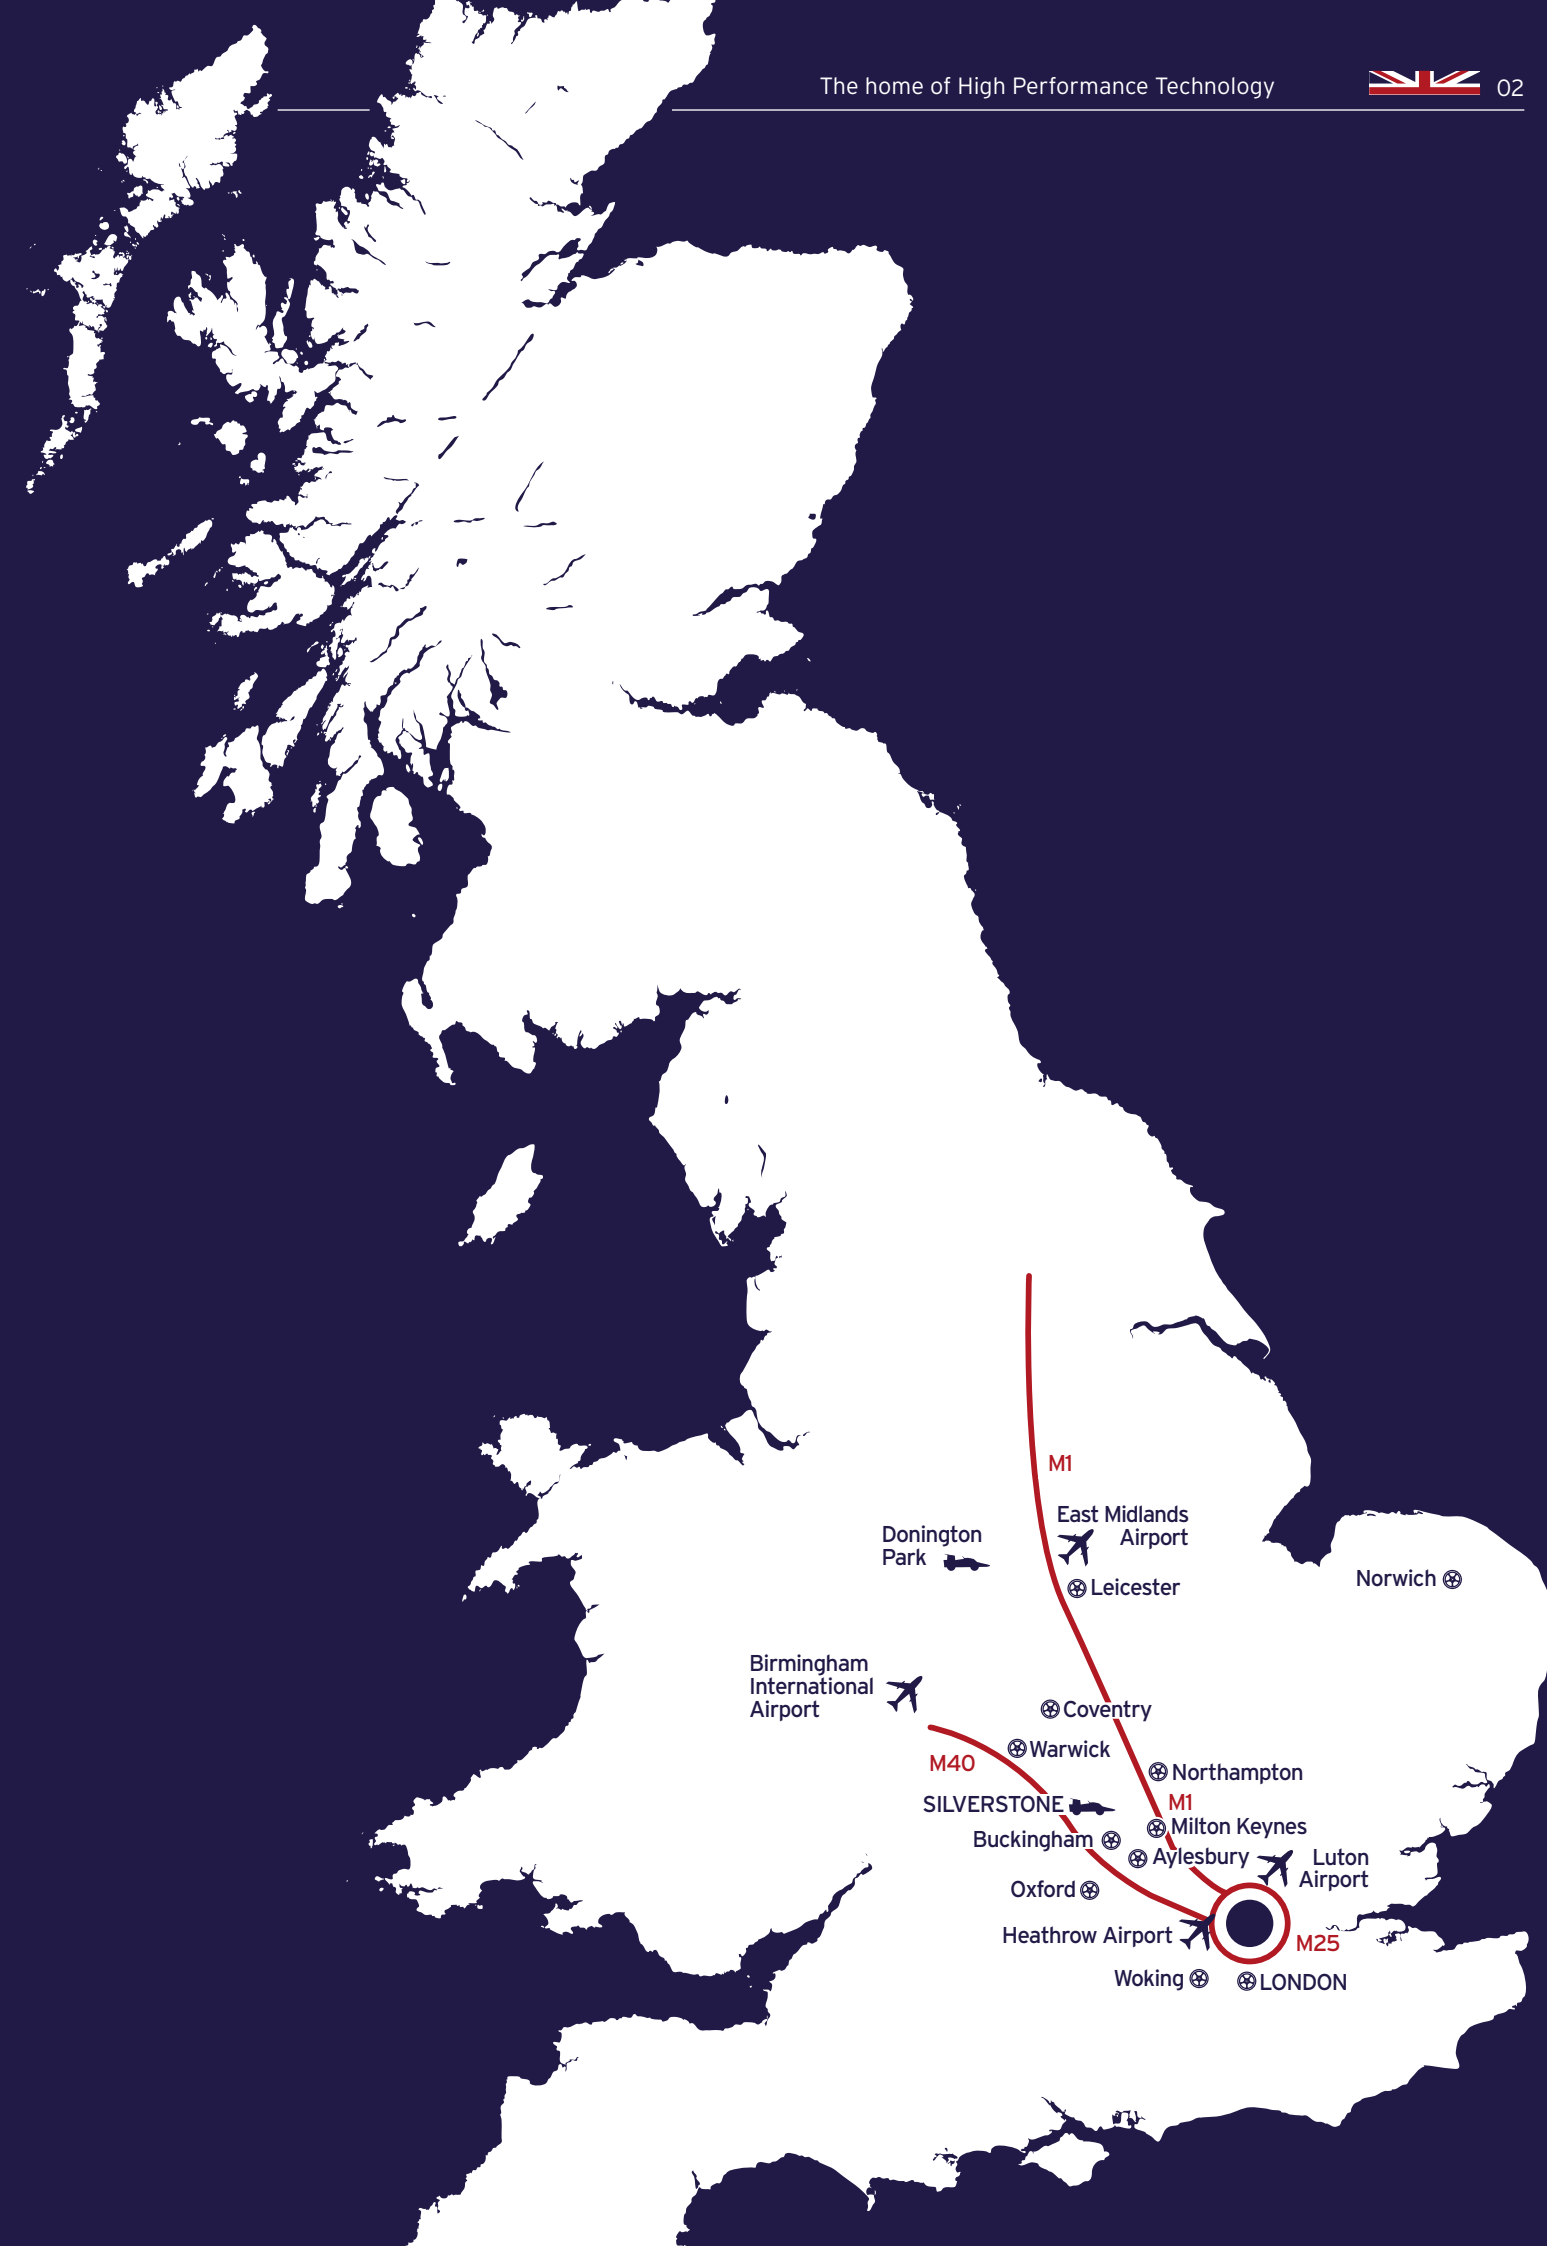 The home of High Performance Technology
02
M1
East Midlands
Airport
Donington
Park
Leicester
Norwich
Birmingham
International
Airport
Coventry
Warwick
M40
Northampton
SILVERSTONE
M1
Milton Keynes
Buckingham
Aylesbury
Luton
Airport
Oxford
Heathrow Airport
M25
Woking
LONDON